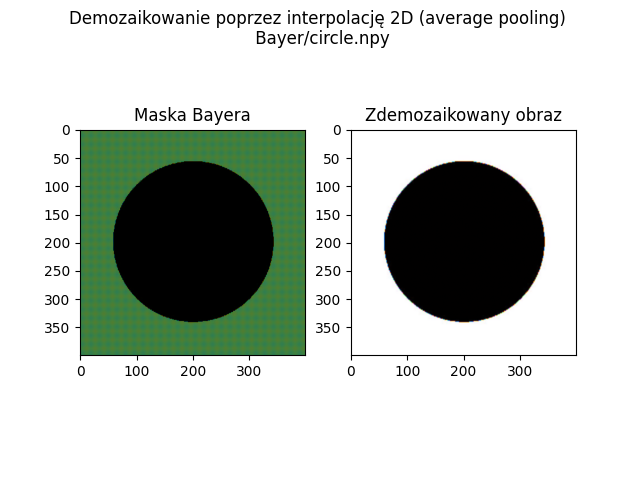 Demozaikowanie poprzez interpolację 2D (average pooling)
Bayer/circle.npy
Maska Bayera
Zdemozaikowany obraz
0
50
100
150
200
250
300
350
0 100 200 300
0
50
100
150
200
250
300
350
0 100 200 300